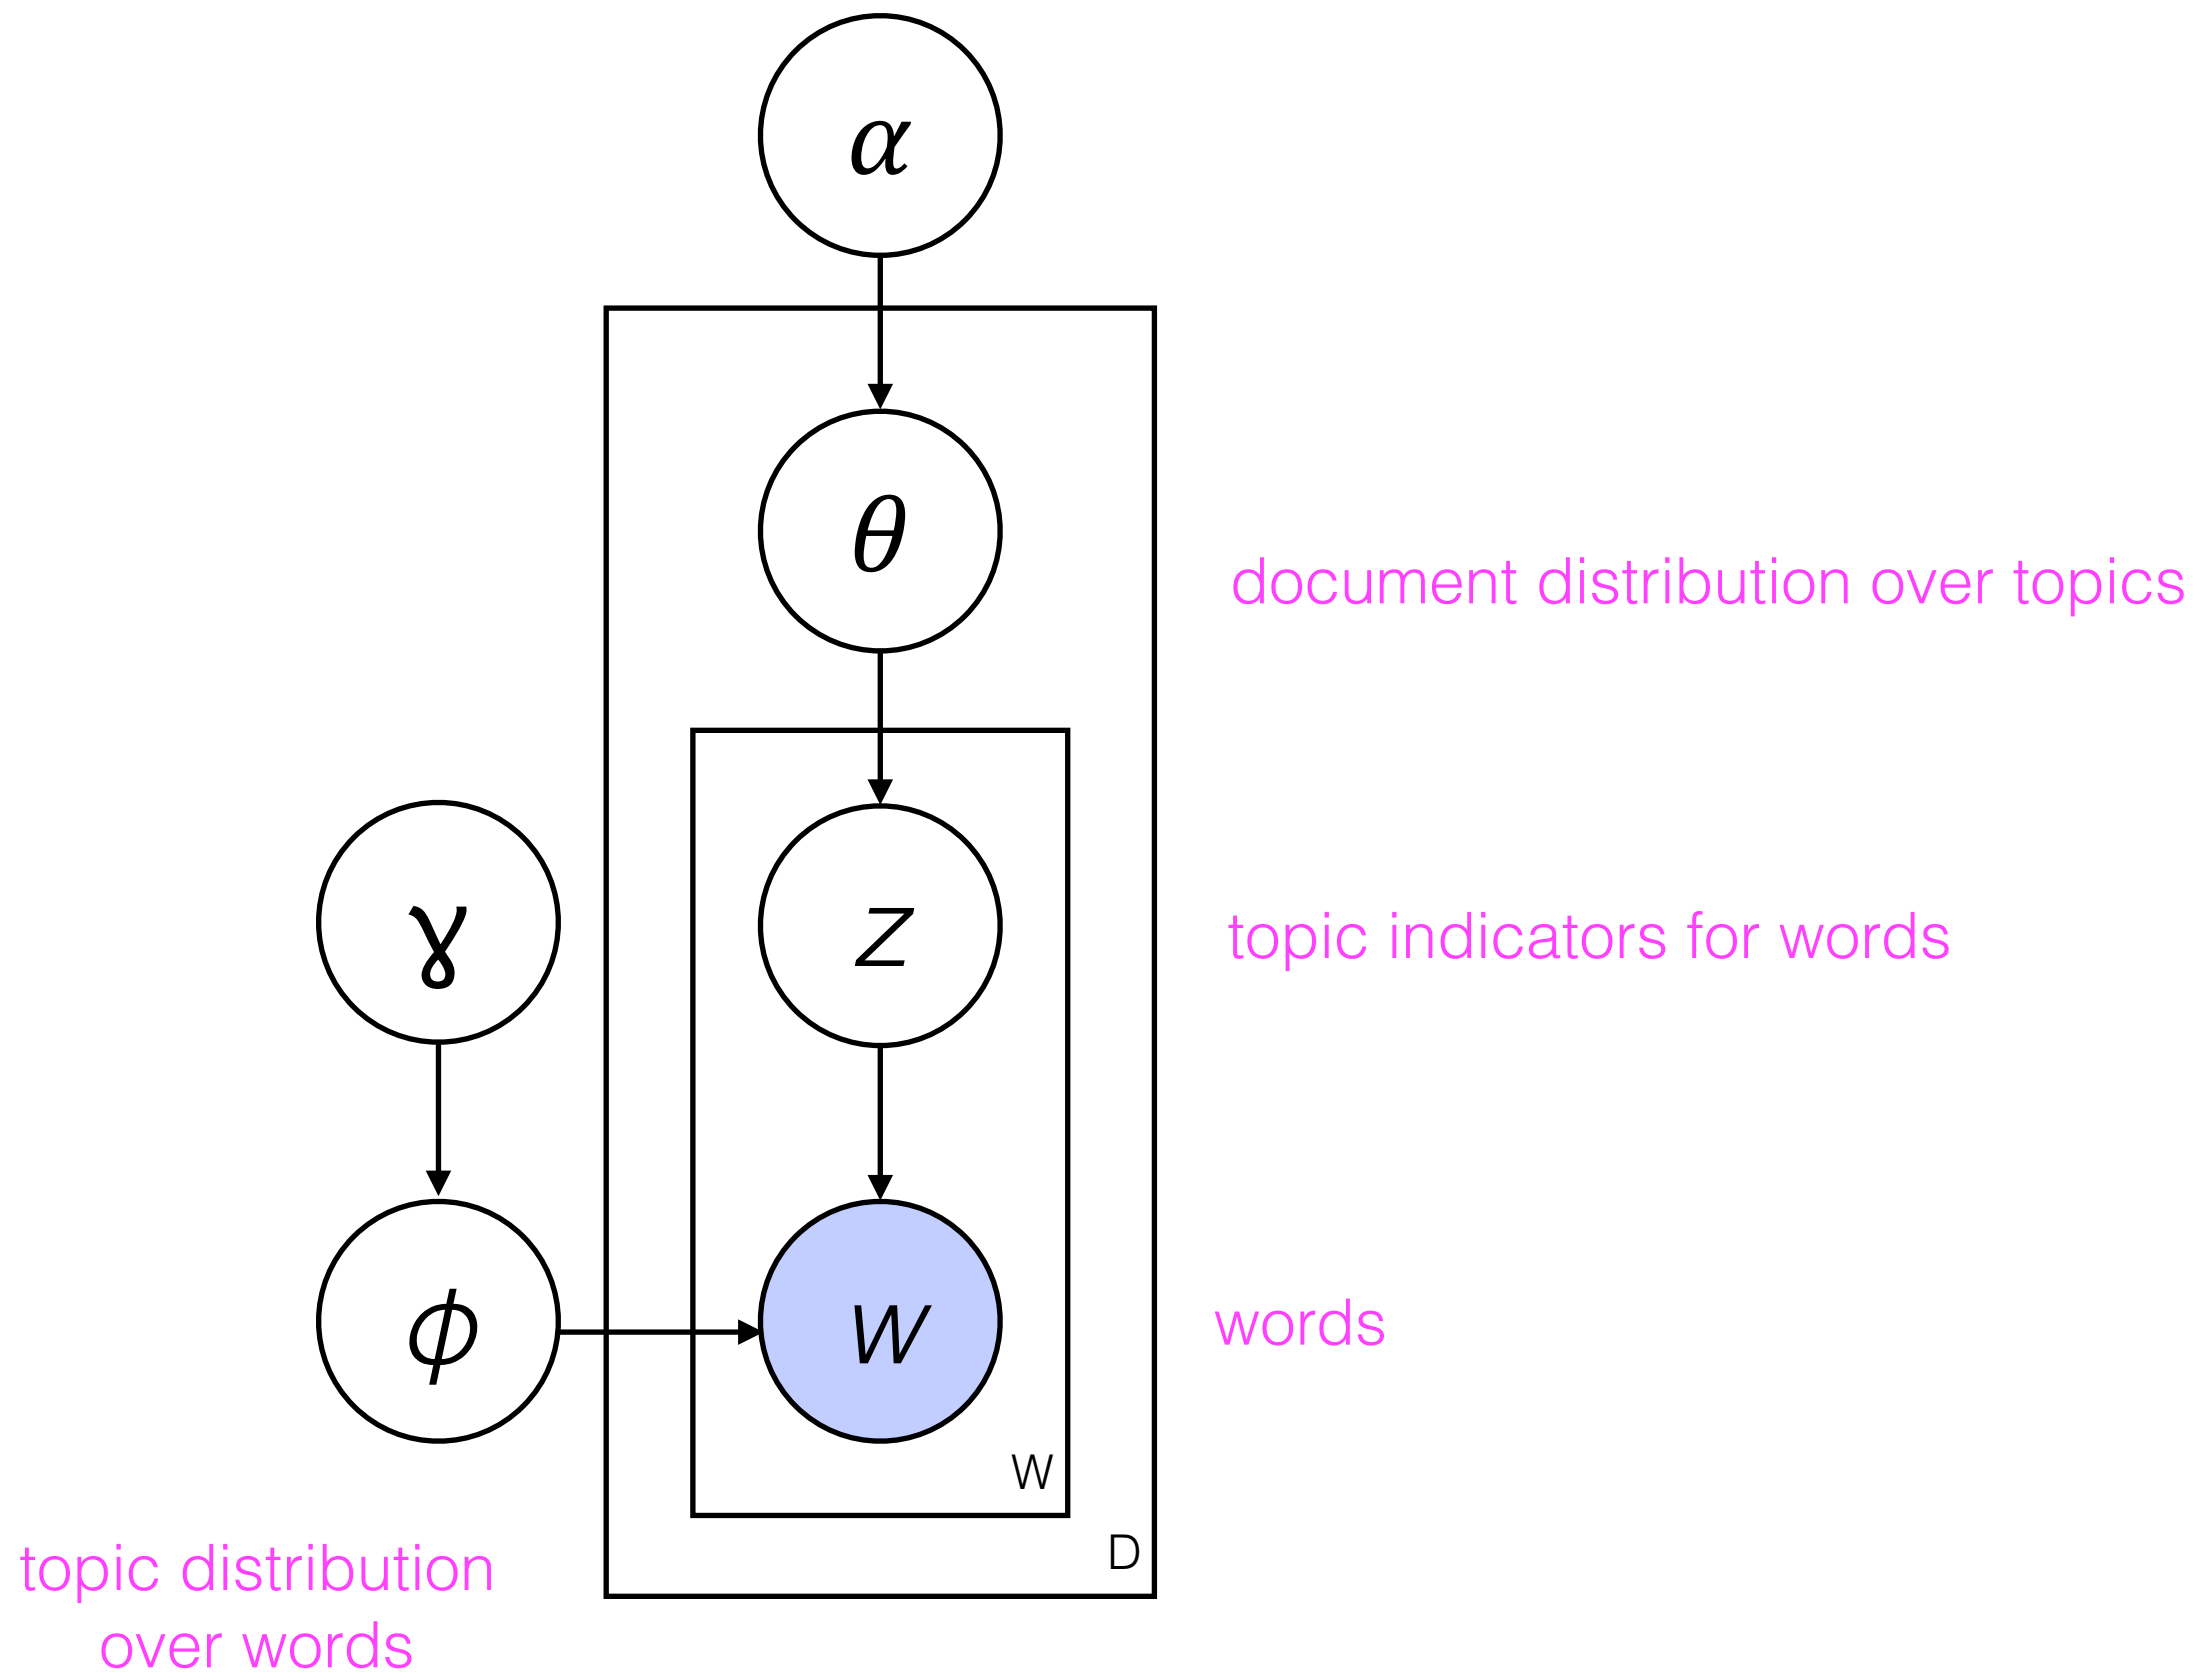 α
θ
document distribution over topics
ɣ
z
topic indicators for words
ϕ
w
words
W
D
topic distribution
over words